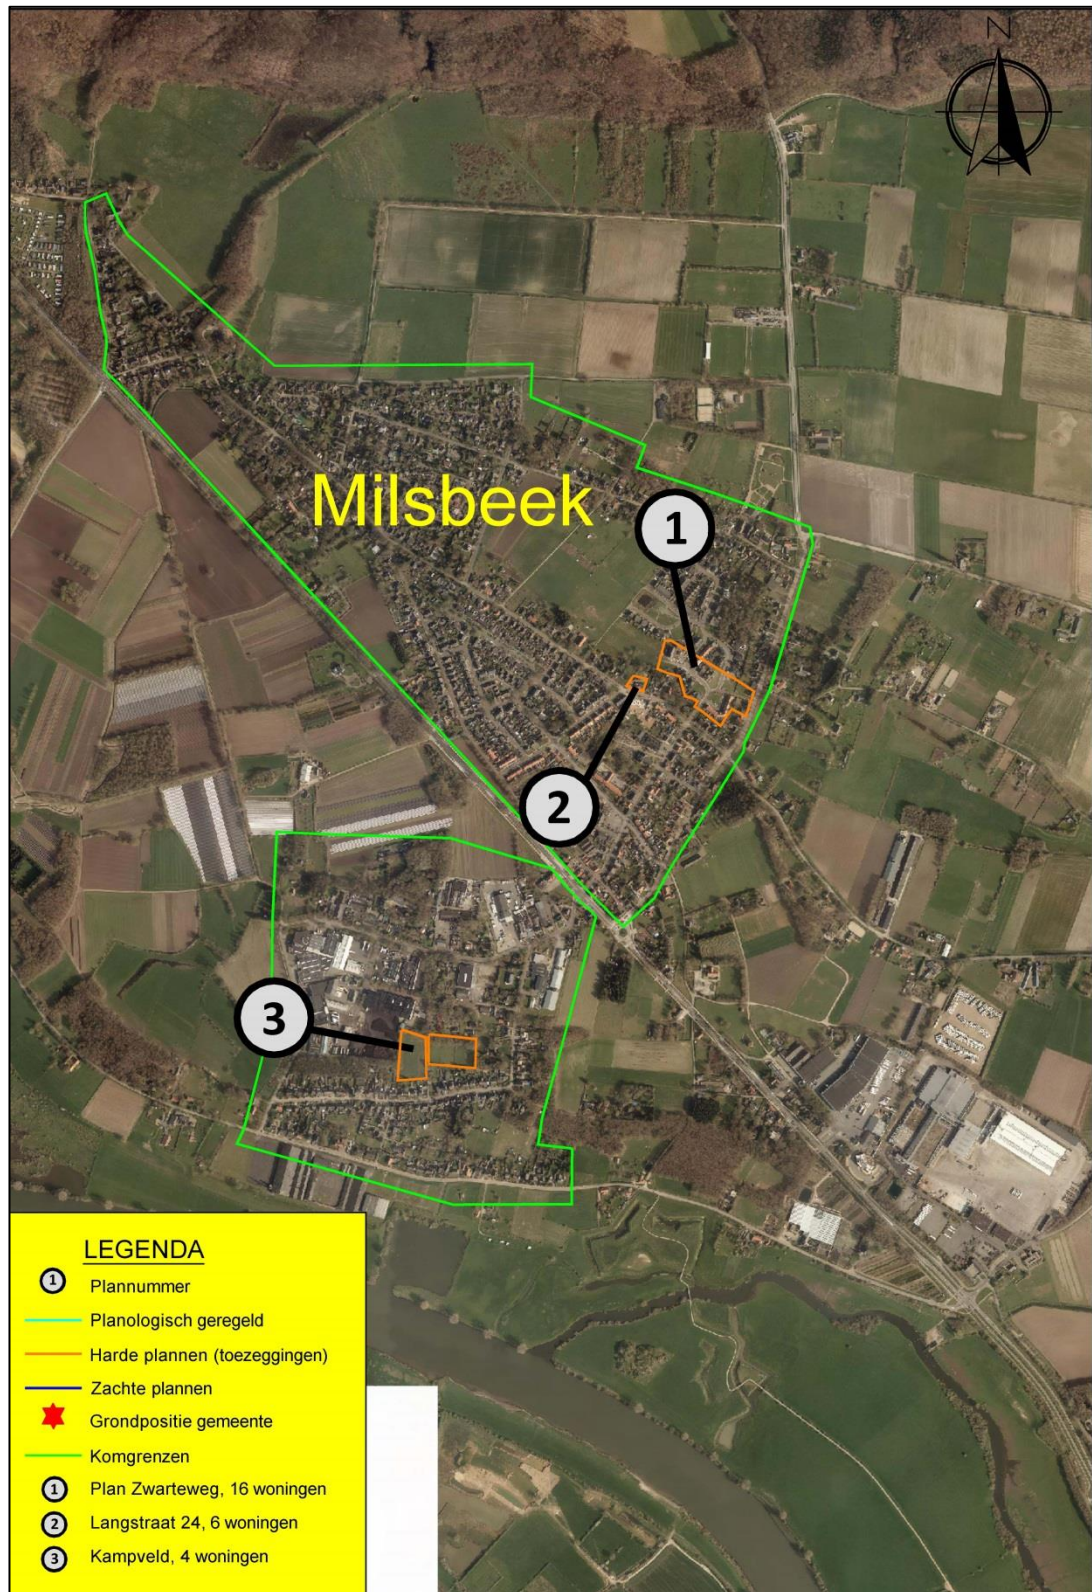 N
Milsbeek
1
2
3
LEGENDA
1 Plannummer
Planologisch geregeld
Harde plannen (toezeggingen)
Zachte plannen
Grondpositie gemeente
Komgrenzen
1 Plan Zwarteweg, 16 woningen
2 Langstraat 24, 6 woningen
3 Kampveld, 4 woningen